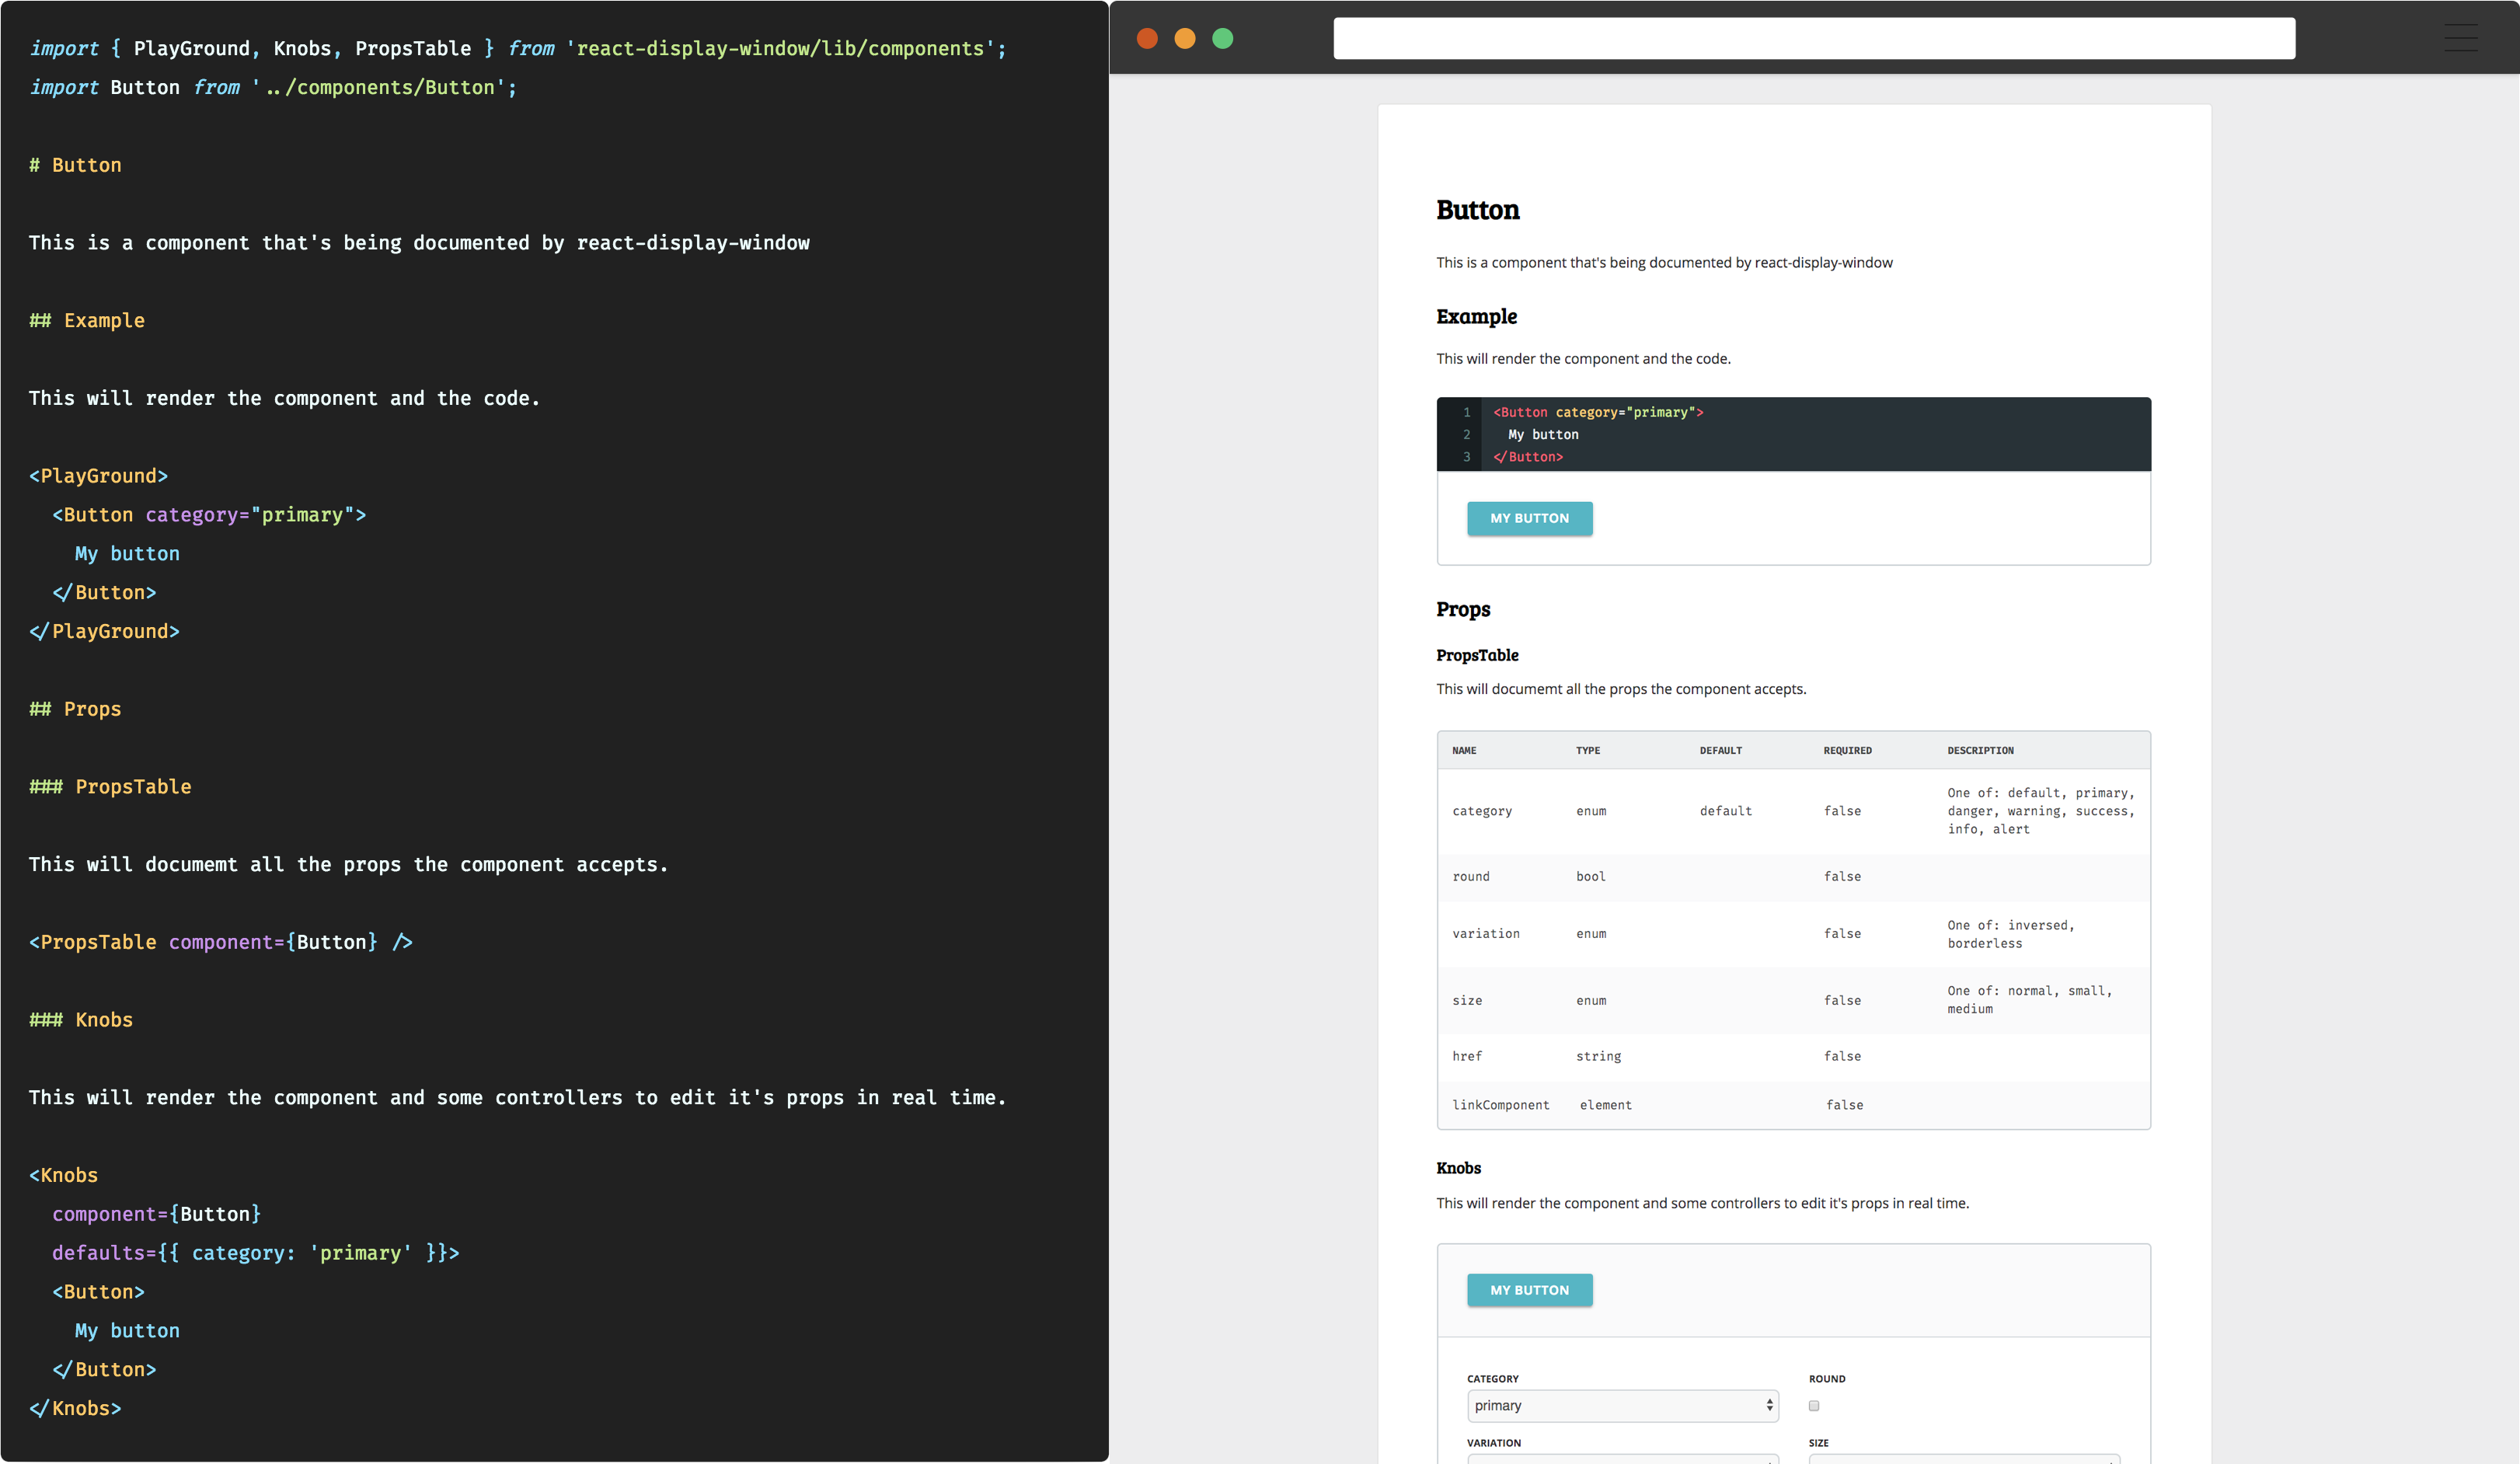 import { PlayGround, Knobs, PropsTable } from 'react-display-window/lib/components';
import Button from '../components/Button';
# Button
This is a component that's being documented by react-display-window
## Example
This will render the component and the code.
<PlayGround>
<Button category="primary">
My button
</Button>
</PlayGround>
## Props
### PropsTable
This will documemt all the props the component accepts.
<PropsTable component={Button} />
### Knobs
This will render the component and some controllers to edit it's props in real time.
<Knobs
component={Button}
defaults={{ category: 'primary' }}>
<Button>
My button
</Button>
</Knobs>
Button
This is a component that's being documented by react-display-window
Example
This will render the component and the code.
1 <Button category="primary">
2 My button
3 </Button>
MY BUTTON
Props
PropsTable
This will documemt all the props the component accepts.
NAME TYPE DEFAULT REQUIRED DESCRIPTION
category enum default false One of: default, primary,
danger, warning, success,
info, alert
round bool false
variation enum false One of: inversed,
borderless
size enum false One of: normal, small,
medium
href string false
linkComponent element false
Knobs
This will render the component and some controllers to edit it's props in real time.
MY BUTTON
CATEGORY ROUND
primary
VARIATION SIZE